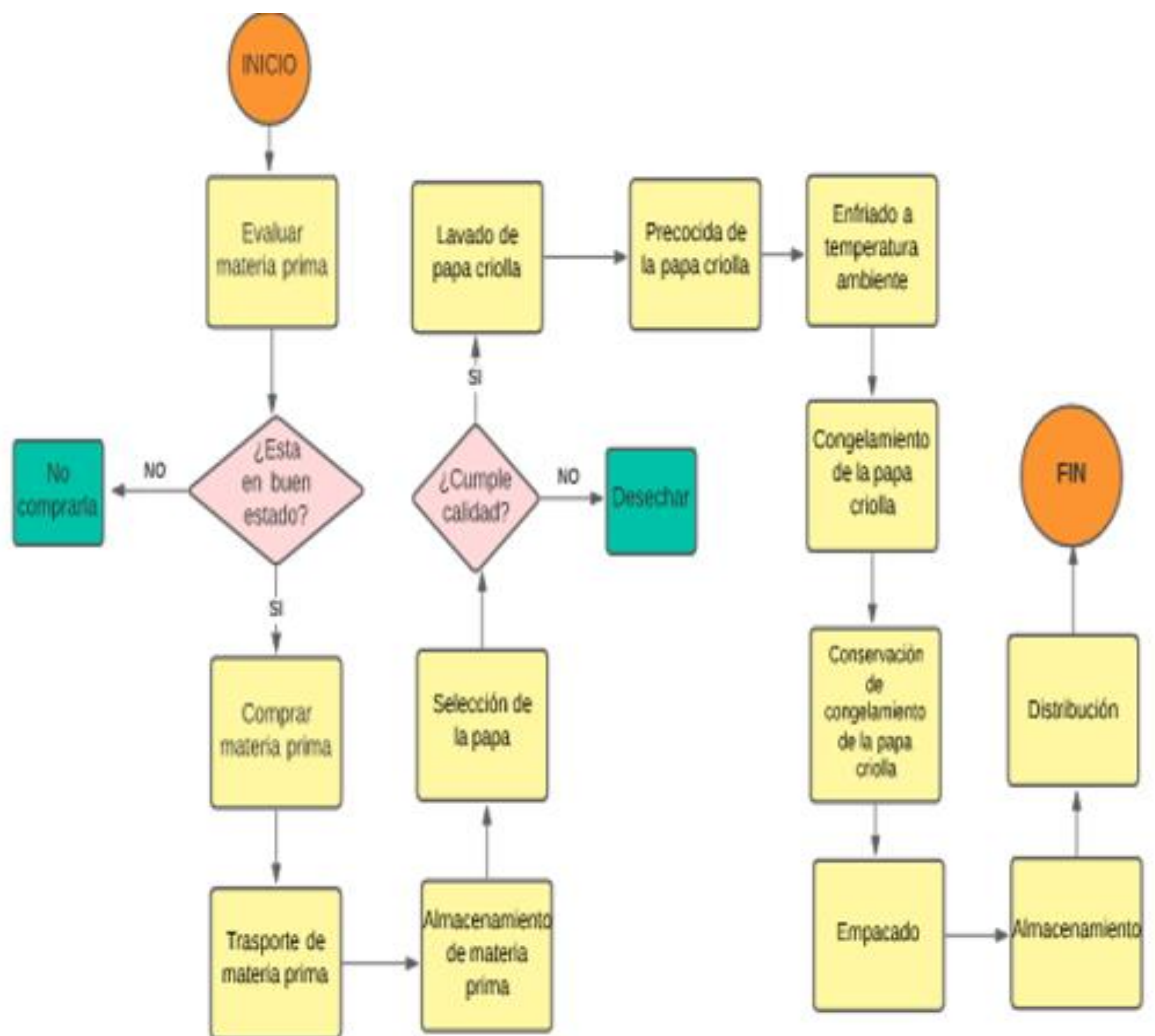 INICIO
Evaluar
materia prima
¿Esta
en buen
estado?
NO
No
comprarla
SI
Comprar
materia prima
Trasporte de
materia prima
Almacenamiento
de materia
prima
Selección de
la papa
¿Cumple
calidad?
NO
Desechar
SI
Lavado de
papa criolla
Precocida de
la papa criolla
Enfriado a
temperatura
ambiente
Congelamiento
de la papa
criolla
Conservación
de
congelamiento
de la papa
criolla
Empacado
Almacenamiento
Distribución
FIN